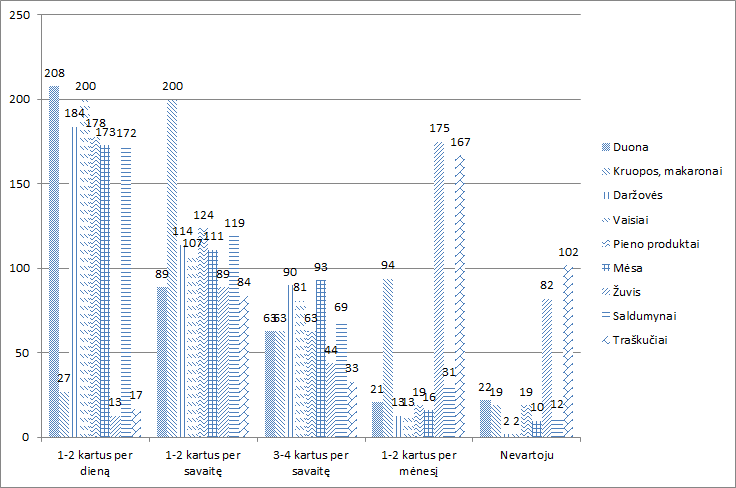 250
200
150
100
50
0
208
27
184
200
178
173
13
172
17
89
200
114
107
124
111
89
119
84
63
63
90
81
63
93
44
69
33
21
94
13
13
19
16
175
31
167
22
19
2
2
19
10
82
12
102
1-2 kartus per
dieną
1-2 kartus per
savaitę
3-4 kartus per
savaitę
1-2 kartus per
mėnesį
Nevartoju
Duona
Kruopos, makaronai
Daržovės
Vaisiai
Pieno produktai
Mėsa
Žuvis
Saldumynai
Traškučiai